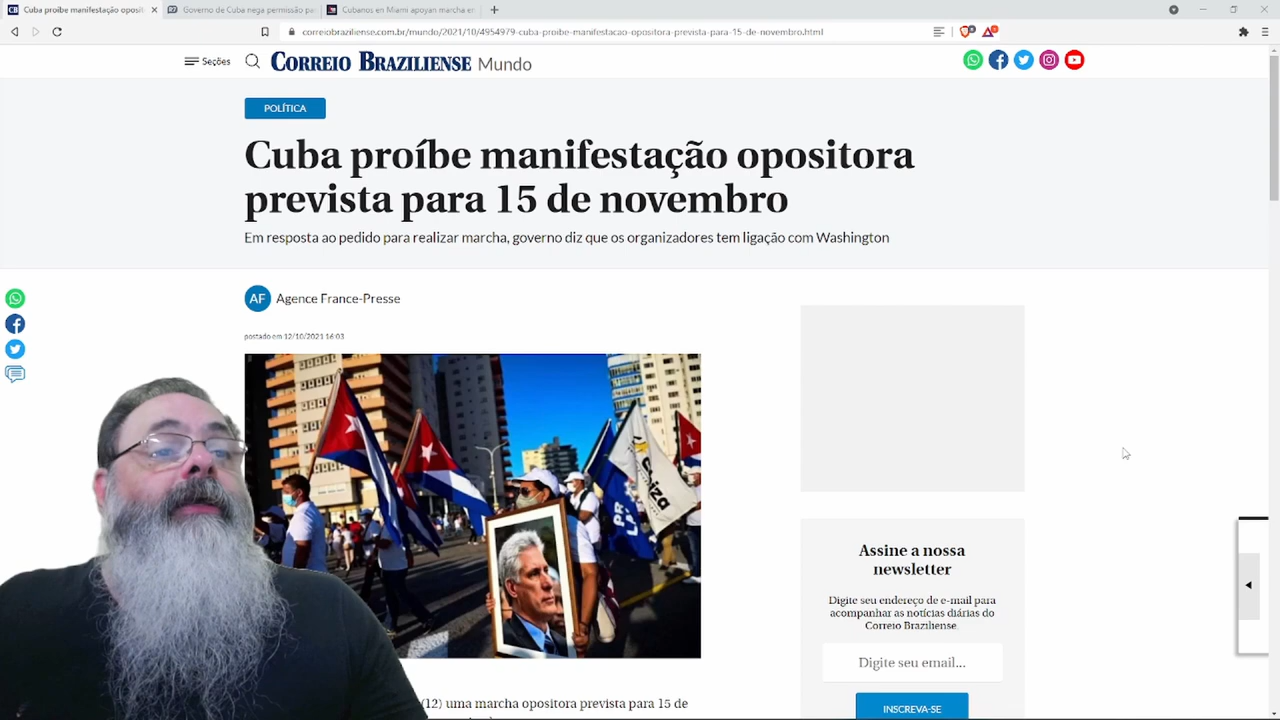 Cuba proíbe manifestação oposit
Governo de Cuba nega permissão pa
Cubanos en Miami apoyan marcha e
correiobraziliense.com.br/mundo/2021/10/4954979-cuba-proibe-manifestacao-opositora-prevista-para-15-de-novembro.html
Seções
CORREIO BRAZILIENSE Mundo
POLÍTICA
Cuba proíbe manifestação opositora
prevista para 15 de novembro
Em resposta ao pedido para realizar marcha, governo diz que os organizadores tem ligação com Washington
AF Agence France-Presse
postado em 12/10/2021 16:03
Assine a nossa
newsletter
Digite seu endereço de e-mail para
acompanhar as notícias diárias do
Correio Braziliense.
Digite seu email...
INSCREVA-SE
(12) uma marcha opositora prevista para 15 de